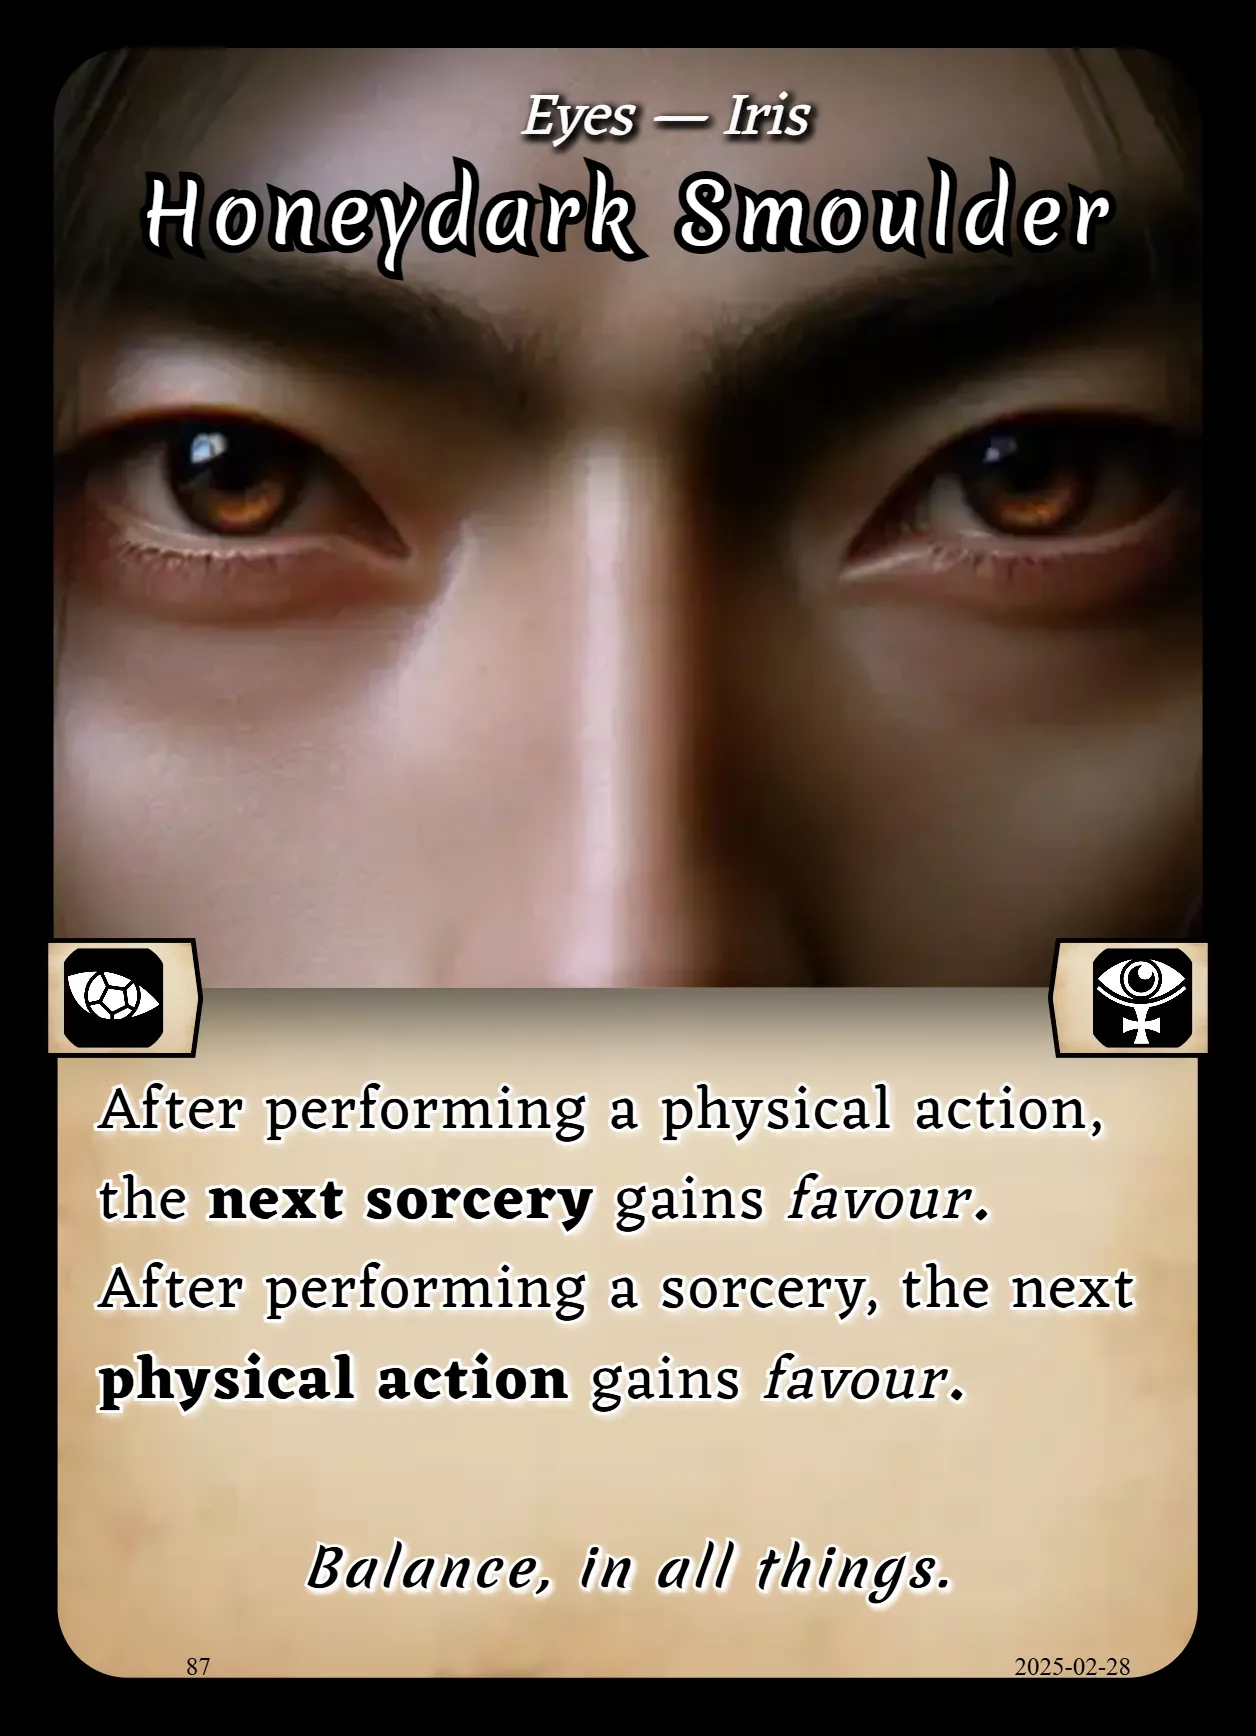 Eyes — Iris
Honeydark Smoulder
After performing a physical action,
the next sorcery gains favour.
After performing a sorcery, the next
physical action gains favour.
Balance, in all things.
87
2025-02-28